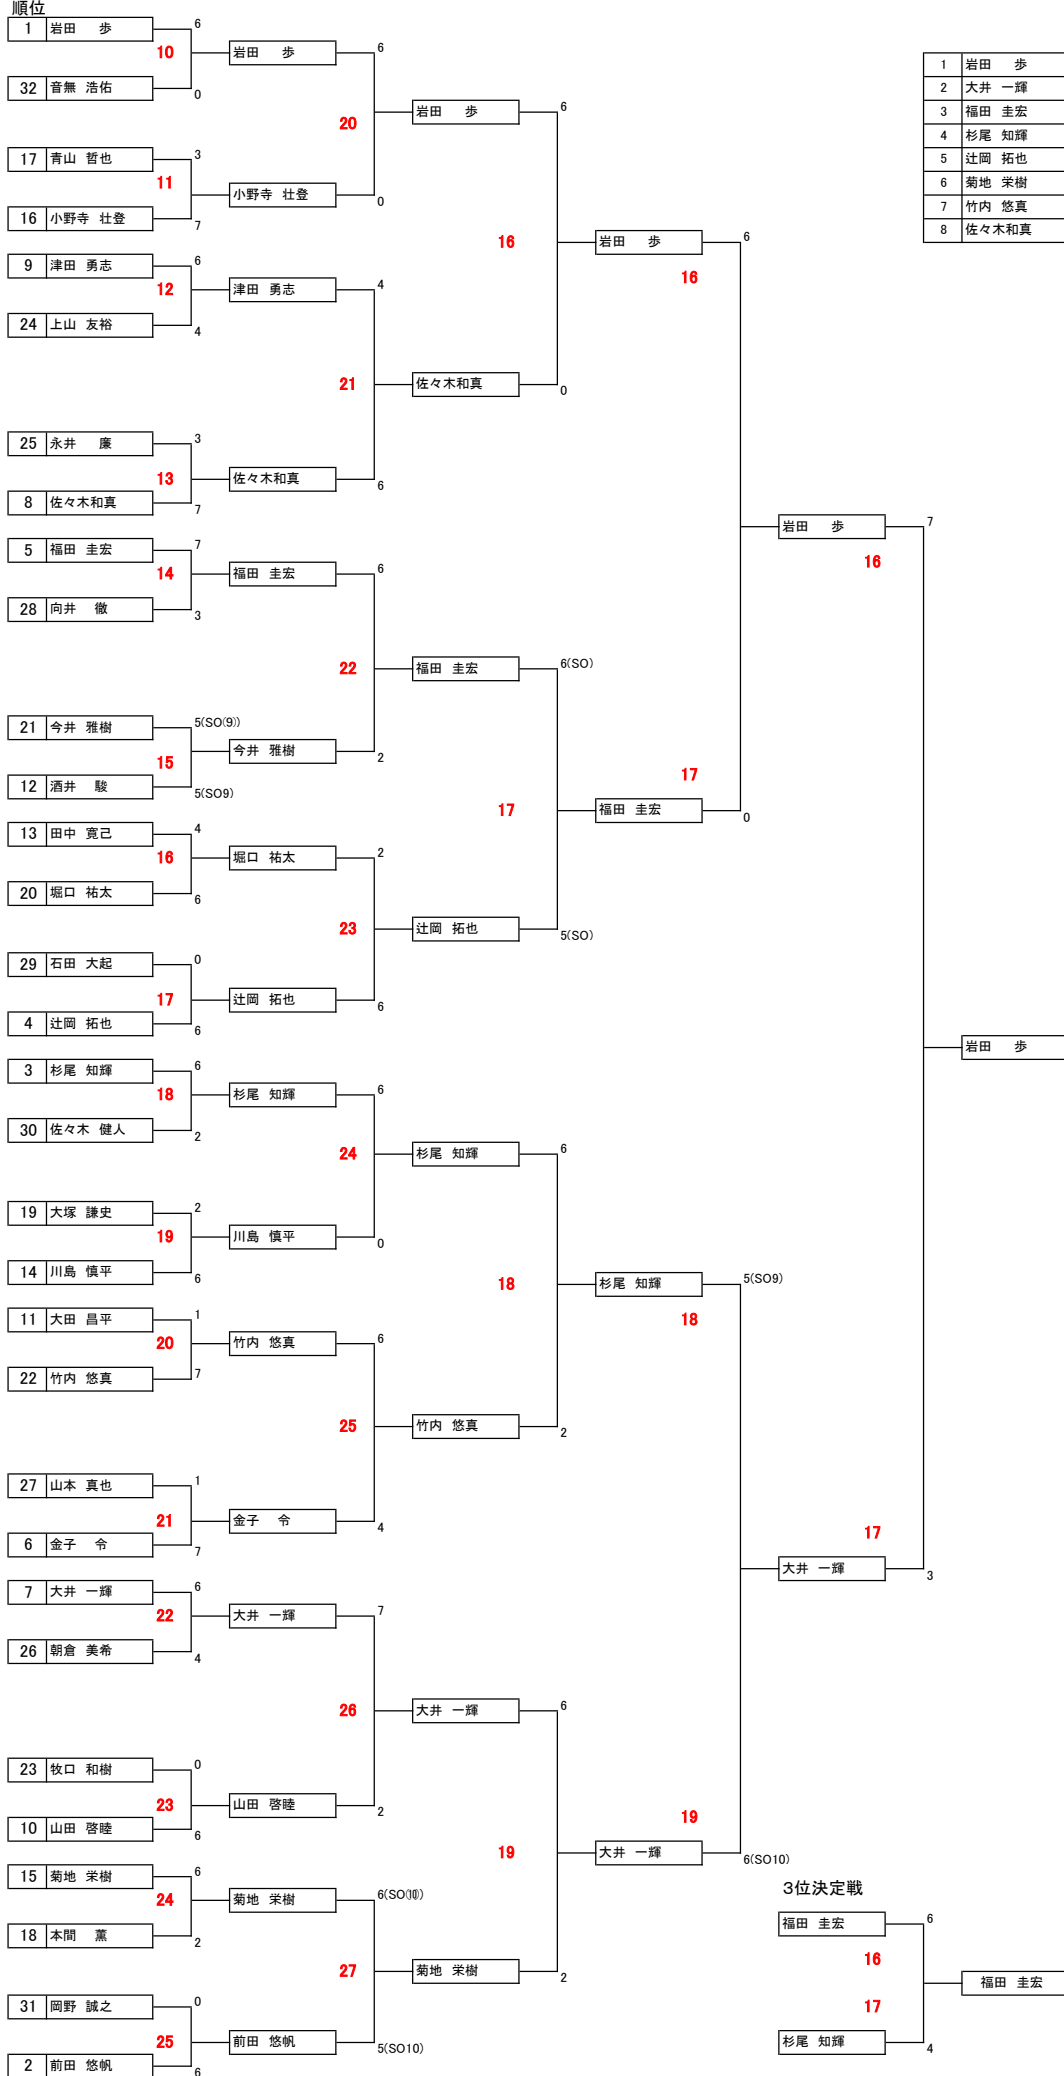 順位
1 岩田 歩 6
10
32 音無 浩佑 0
17 青山 哲也 3
11
16 小野寺 壮登 7
9 津田 勇志 6
12
24 上山 友裕 4
25 永井 廉 3
13
8 佐々木和真 7
5 福田 圭宏 7
14
28 向井 徹 3
21 今井 雅樹 5(SO(9))
15
12 酒井 駿 5(SO9)
13 田中 寛己 4
16
20 堀口 祐太 6
29 石田 大起 0
17
4 辻岡 拓也 6
3 杉尾 知輝 6
18
30 佐々木 健人 2
19 大塚 謙史 2
19
14 川島 慎平 6
11 大田 昌平 1
20
22 竹内 悠真 7
27 山本 真也 1
21
6 金子 令 7
7 大井 一輝 6
22
26 朝倉 美希 4
23 牧口 和樹 0
23
10 山田 啓睦 6
15 菊地 栄樹 6
24
18 本間 薫 2
31 岡野 誠之 0
25
2 前田 悠帆 6
岩田 歩 6
20
小野寺 壮登 0
津田 勇志 4
21
佐々木和真 6
福田 圭宏 6
22
今井 雅樹 2
堀口 祐太 2
23
辻岡 拓也 6
杉尾 知輝 6
24
川島 慎平 0
竹内 悠真 6
25
金子 令 4
大井 一輝 7
26
山田 啓睦 2
菊地 栄樹 6(SO⑩)
27
前田 悠帆 5(SO10)
岩田 歩 6
16
佐々木和真 0
福田 圭宏 6(SO)
17
辻岡 拓也 5(SO)
杉尾 知輝 6
18
竹内 悠真 2
大井 一輝 6
19
菊地 栄樹 2
岩田 歩 6
16
17
福田 圭宏 0
杉尾 知輝 5(SO9)
18
19
大井 一輝 6(SO10)
岩田 歩 7
16
17
大井 一輝 3
岩田 歩
1 岩田 歩
2 大井 一輝
3 福田 圭宏
4 杉尾 知輝
5 辻岡 拓也
6 菊地 栄樹
7 竹内 悠真
8 佐々木和真
3位決定戦
福田 圭宏 6
16
17
杉尾 知輝 4
福田 圭宏